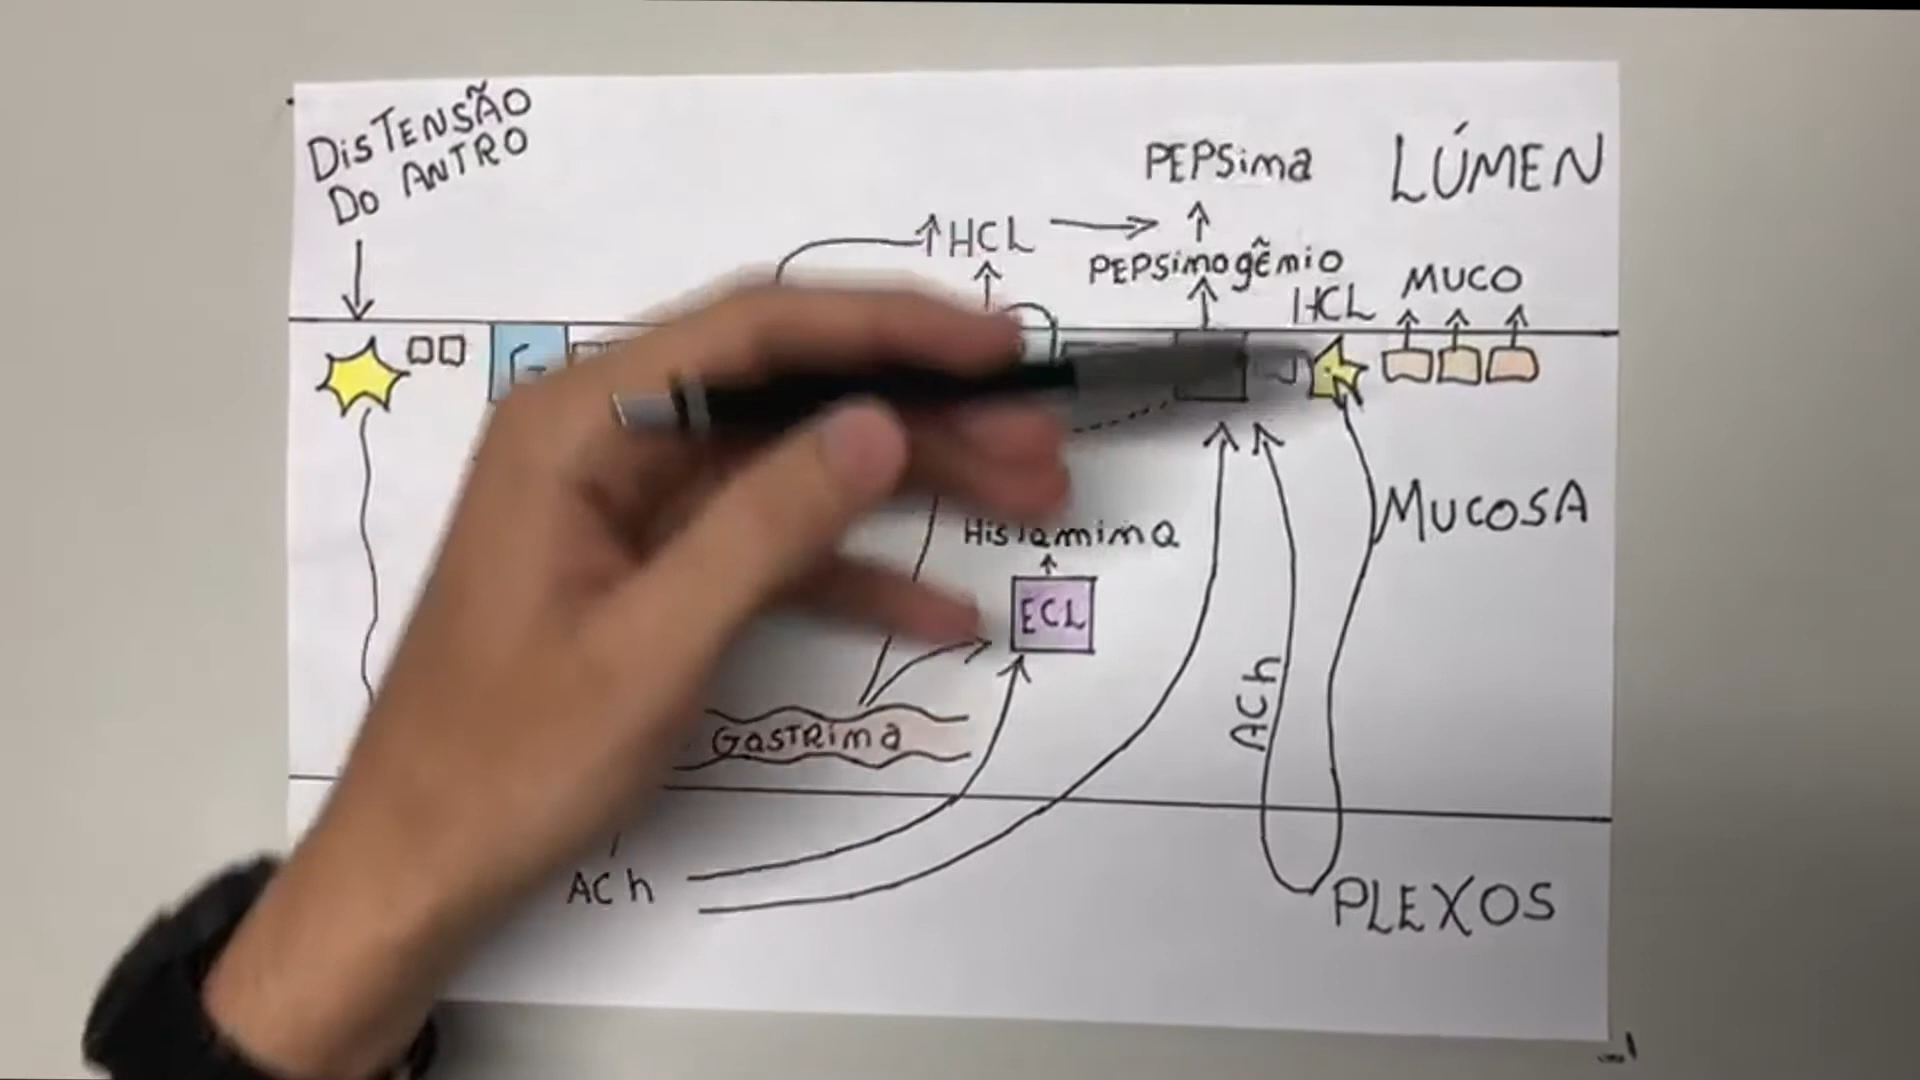 DisTENSÃO
Do ANTRO
PEPSima
LÚMEN
↑HCL
PEPSimogêmio
HCL
MUCO
G
Histamima
MUCOSA
ECL
ACh
GaSTRima
ACh
PLEXOS